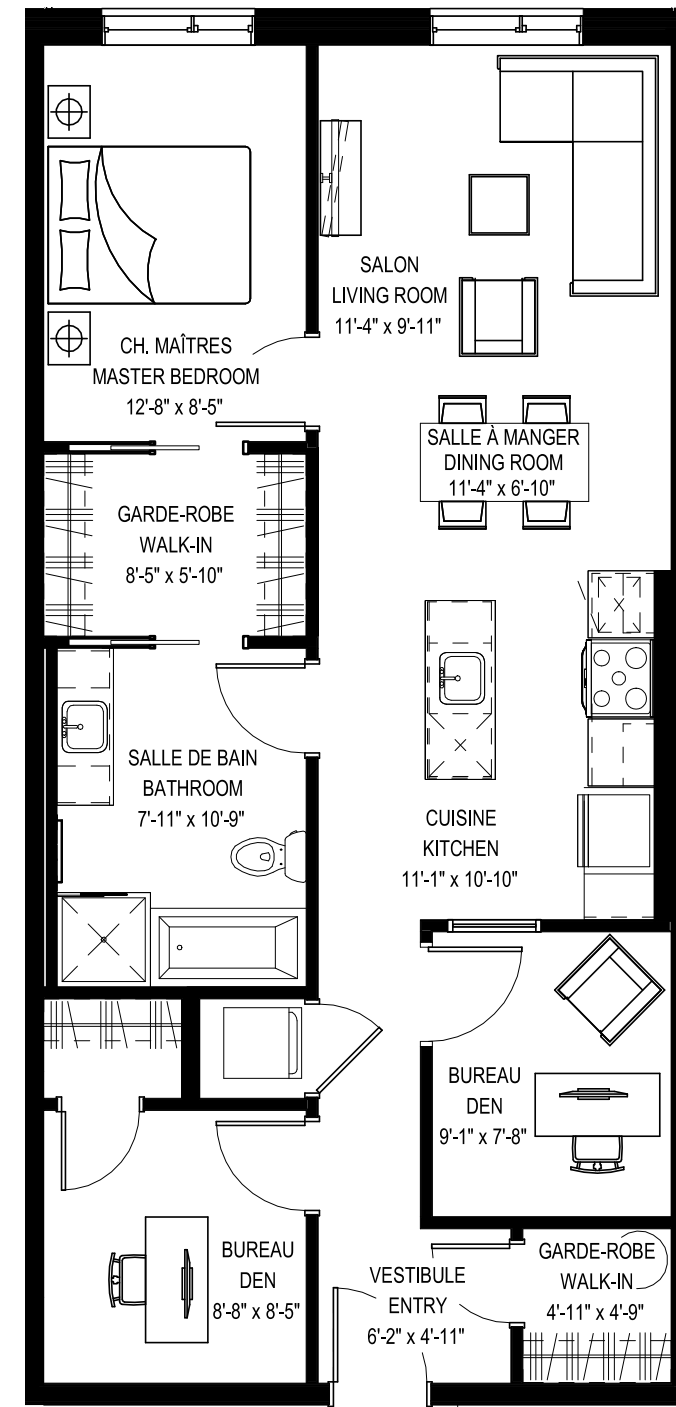 SALON
LIVING ROOM
11'-4" x 9'-11"
CH. MAÎTRES
MASTER BEDROOM
12'-8" x 8'-5"
SALLE À MANGER
DINING ROOM
11'-4" x 6'-10"
GARDE-ROBE
WALK-IN
8'-5" x 5'-10"
SALLE DE BAIN
BATHROOM
7'-11" x 10'-9"
CUISINE
KITCHEN
11'-1" x 10'-10"
BUREAU
DEN
9'-1" x 7'-8"
BUREAU
DEN
8'-8" x 8'-5"
VESTIBULE
ENTRY
6'-2" x 4'-11"
GARDE-ROBE
WALK-IN
4'-11" x 4'-9"